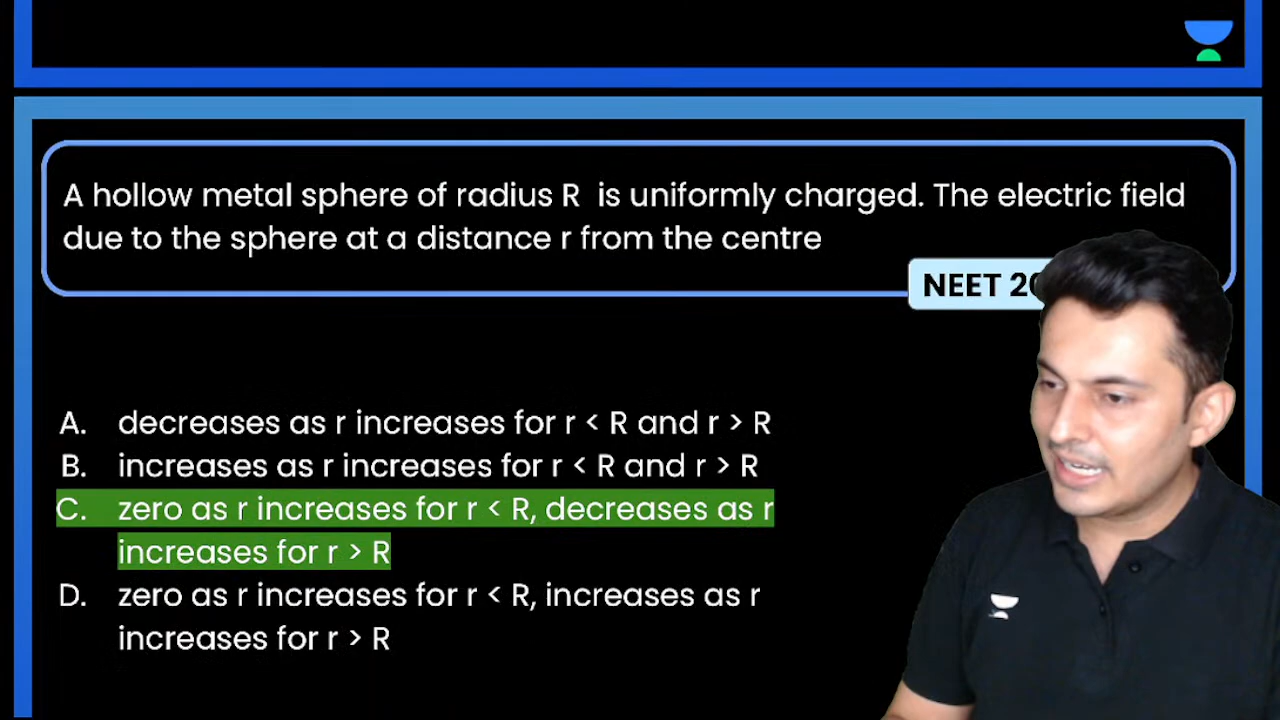 A hollow metal sphere of radius R is uniformly charged. The electric field
due to the sphere at a distance r from the centre
NEET
A. decreases as r increases for r < R and r > R
B. increases as r increases for r < R and r > R
C. zero as r increases for r < R, decreases as r
increases for r > R
D. zero as r increases for r < R, increases as r
increases for r > R